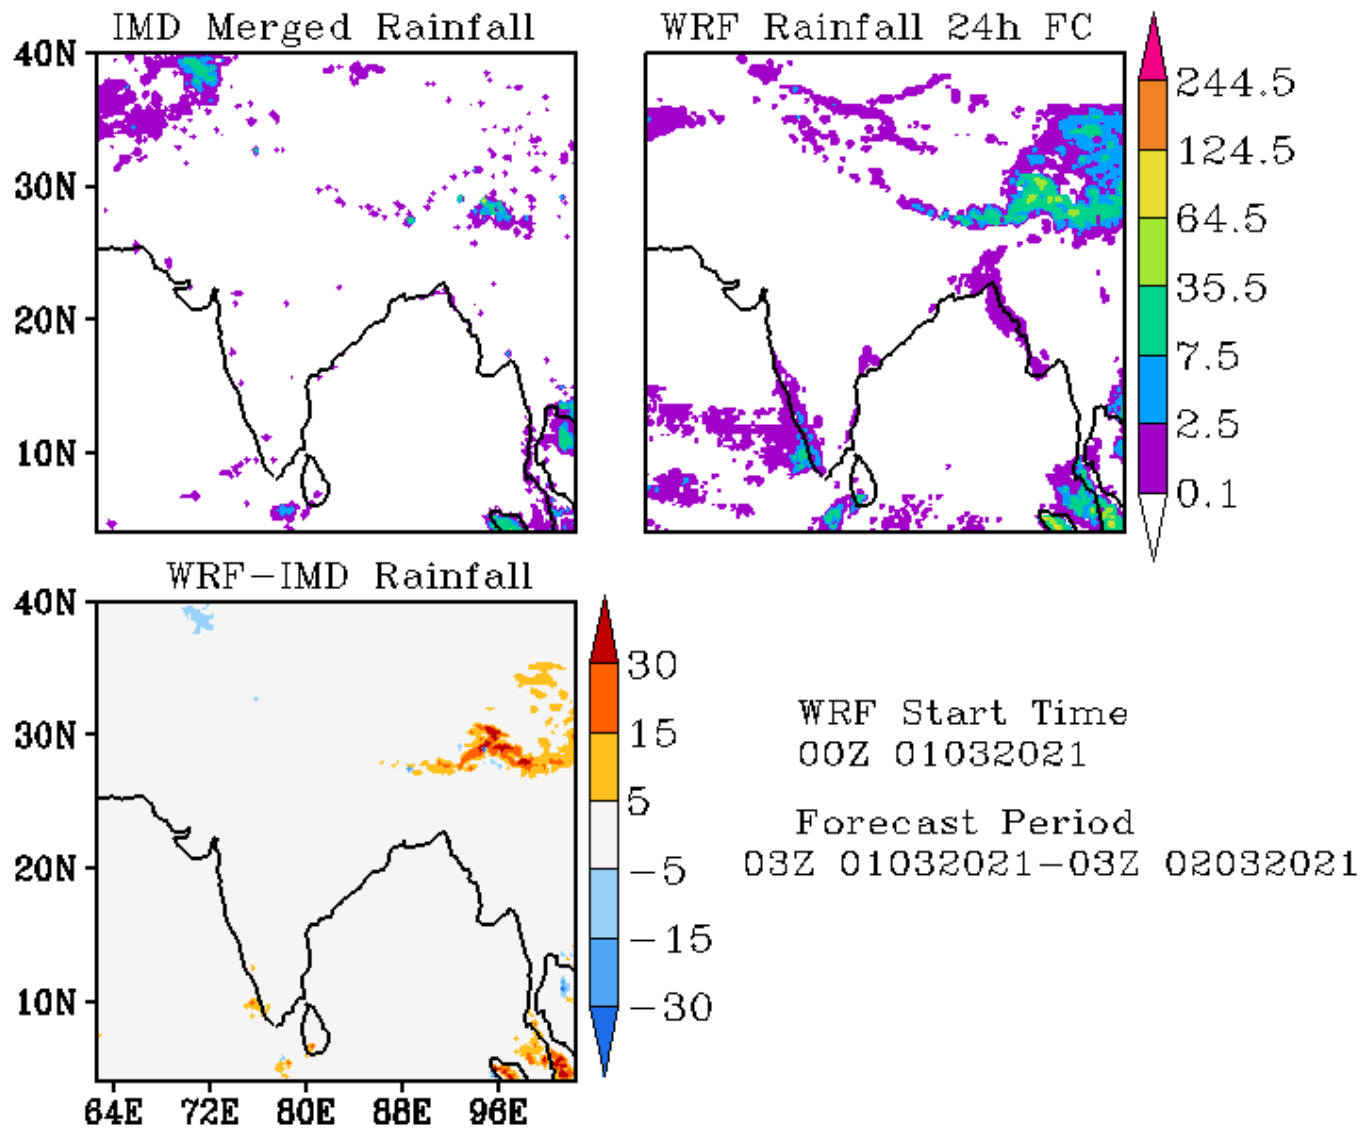 IMD Merged Rainfall
WRF Rainfall 24h FC
40N
30N
20N
10N
244.5
124.5
64.5
35.5
7.5
2.5
0.1
WRF-IMD Rainfall
40N
30N
20N
10N
64E 72E 80E 88E 96E
30
15
5
-5
-15
-30
WRF Start Time
00Z 01032021
Forecast Period
03Z 01032021-03Z 02032021